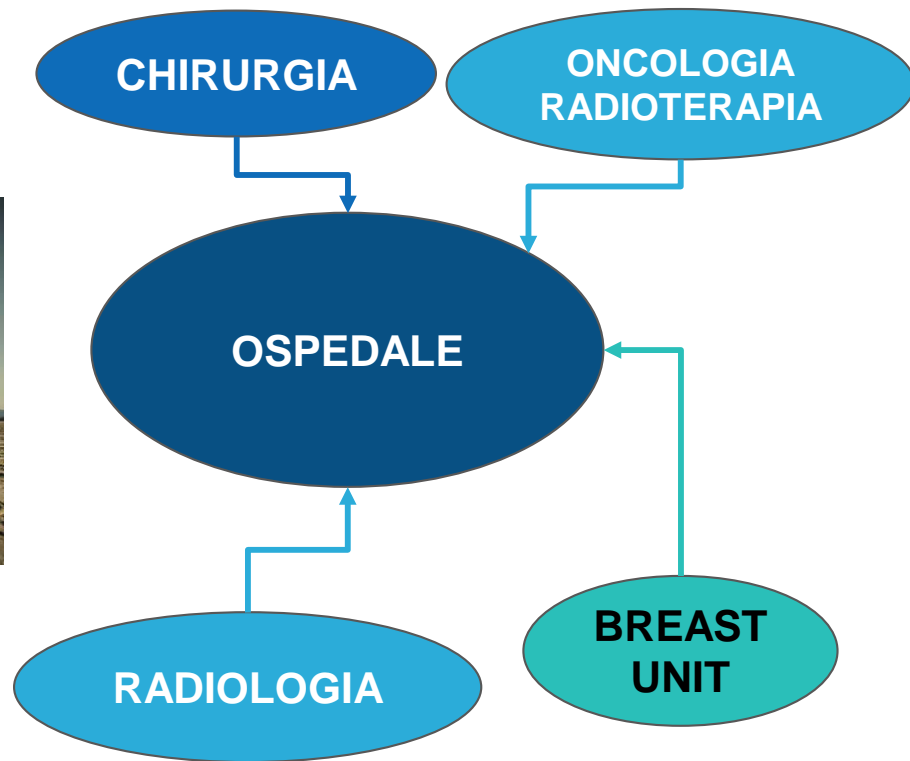 CHIRURGIA
ONCOLOGIA
RADIOTERAPIA
OSPEDALE
RADIOLOGIA
BREAST
UNIT